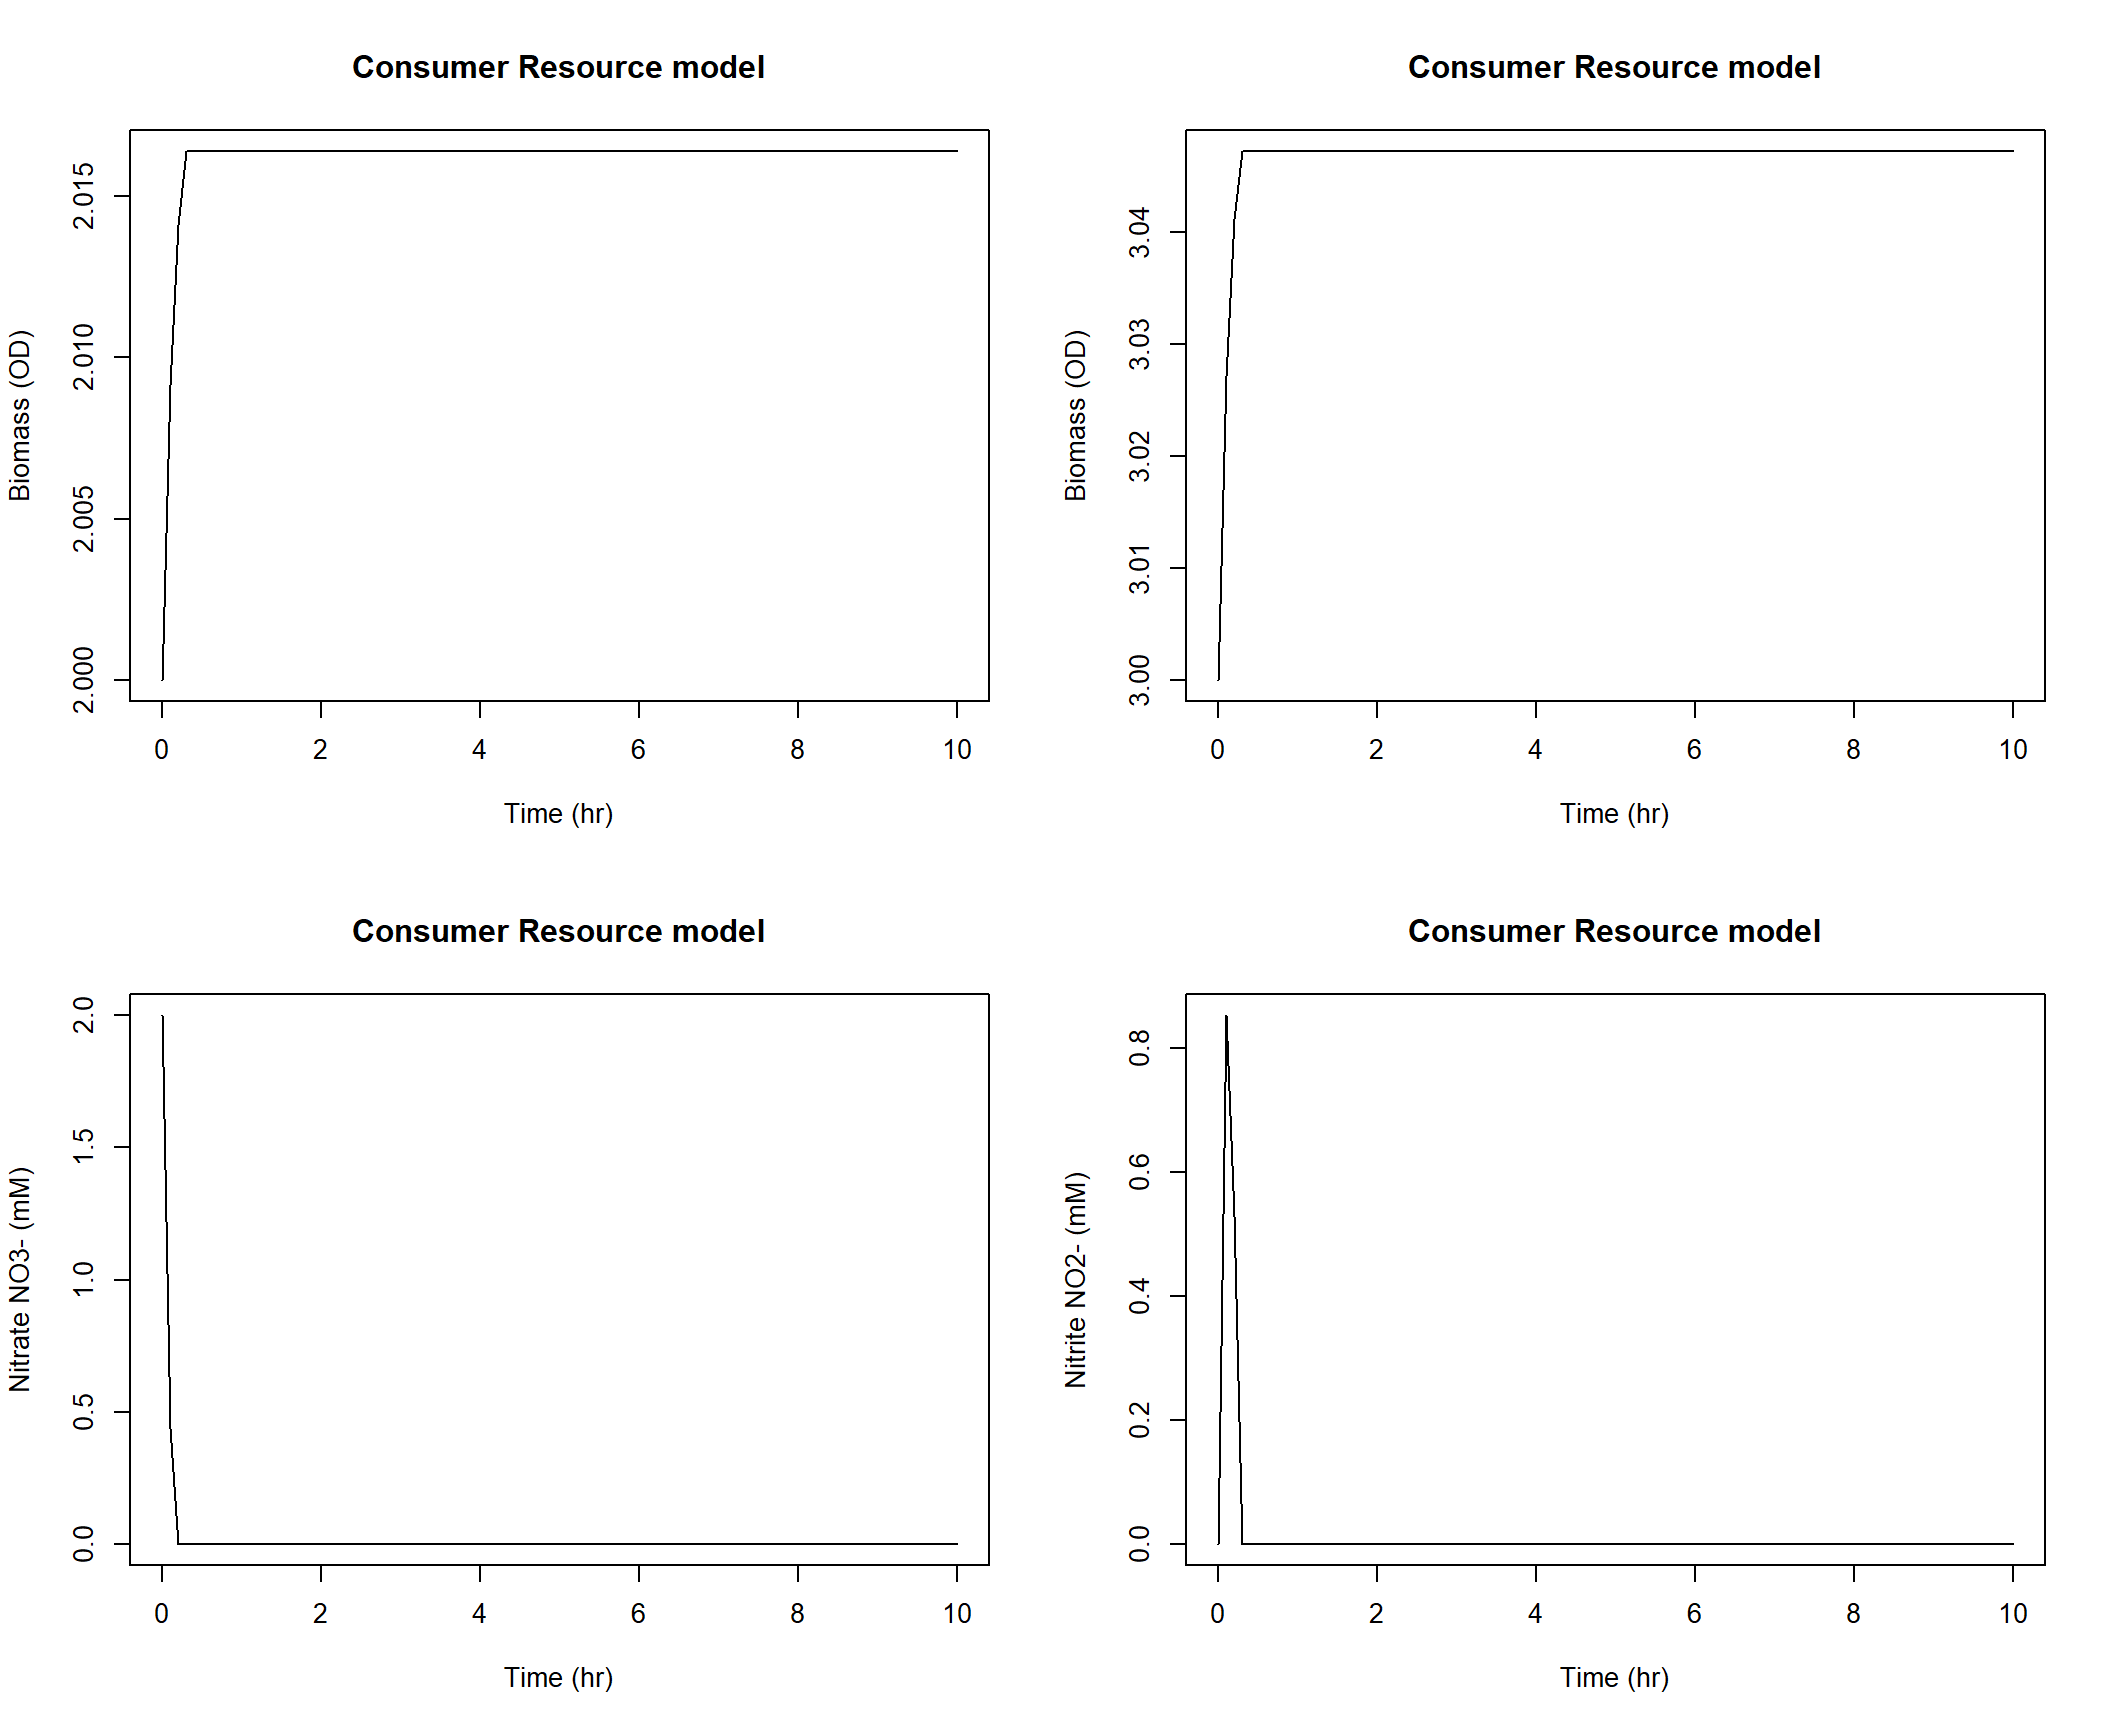 Consumer Resource model
Biomass (OD)
2.015
2.010
2.005
2.000
0 2 4 6 8 10
Time (hr)
Consumer Resource model
Biomass (OD)
3.04
3.03
3.02
3.01
3.00
0 2 4 6 8 10
Time (hr)
Consumer Resource model
Nitrate NO3- (mM)
2.0
1.5
1.0
0.5
0.0
0 2 4 6 8 10
Time (hr)
Consumer Resource model
Nitrite NO2- (mM)
0.8
0.6
0.4
0.2
0.0
0 2 4 6 8 10
Time (hr)